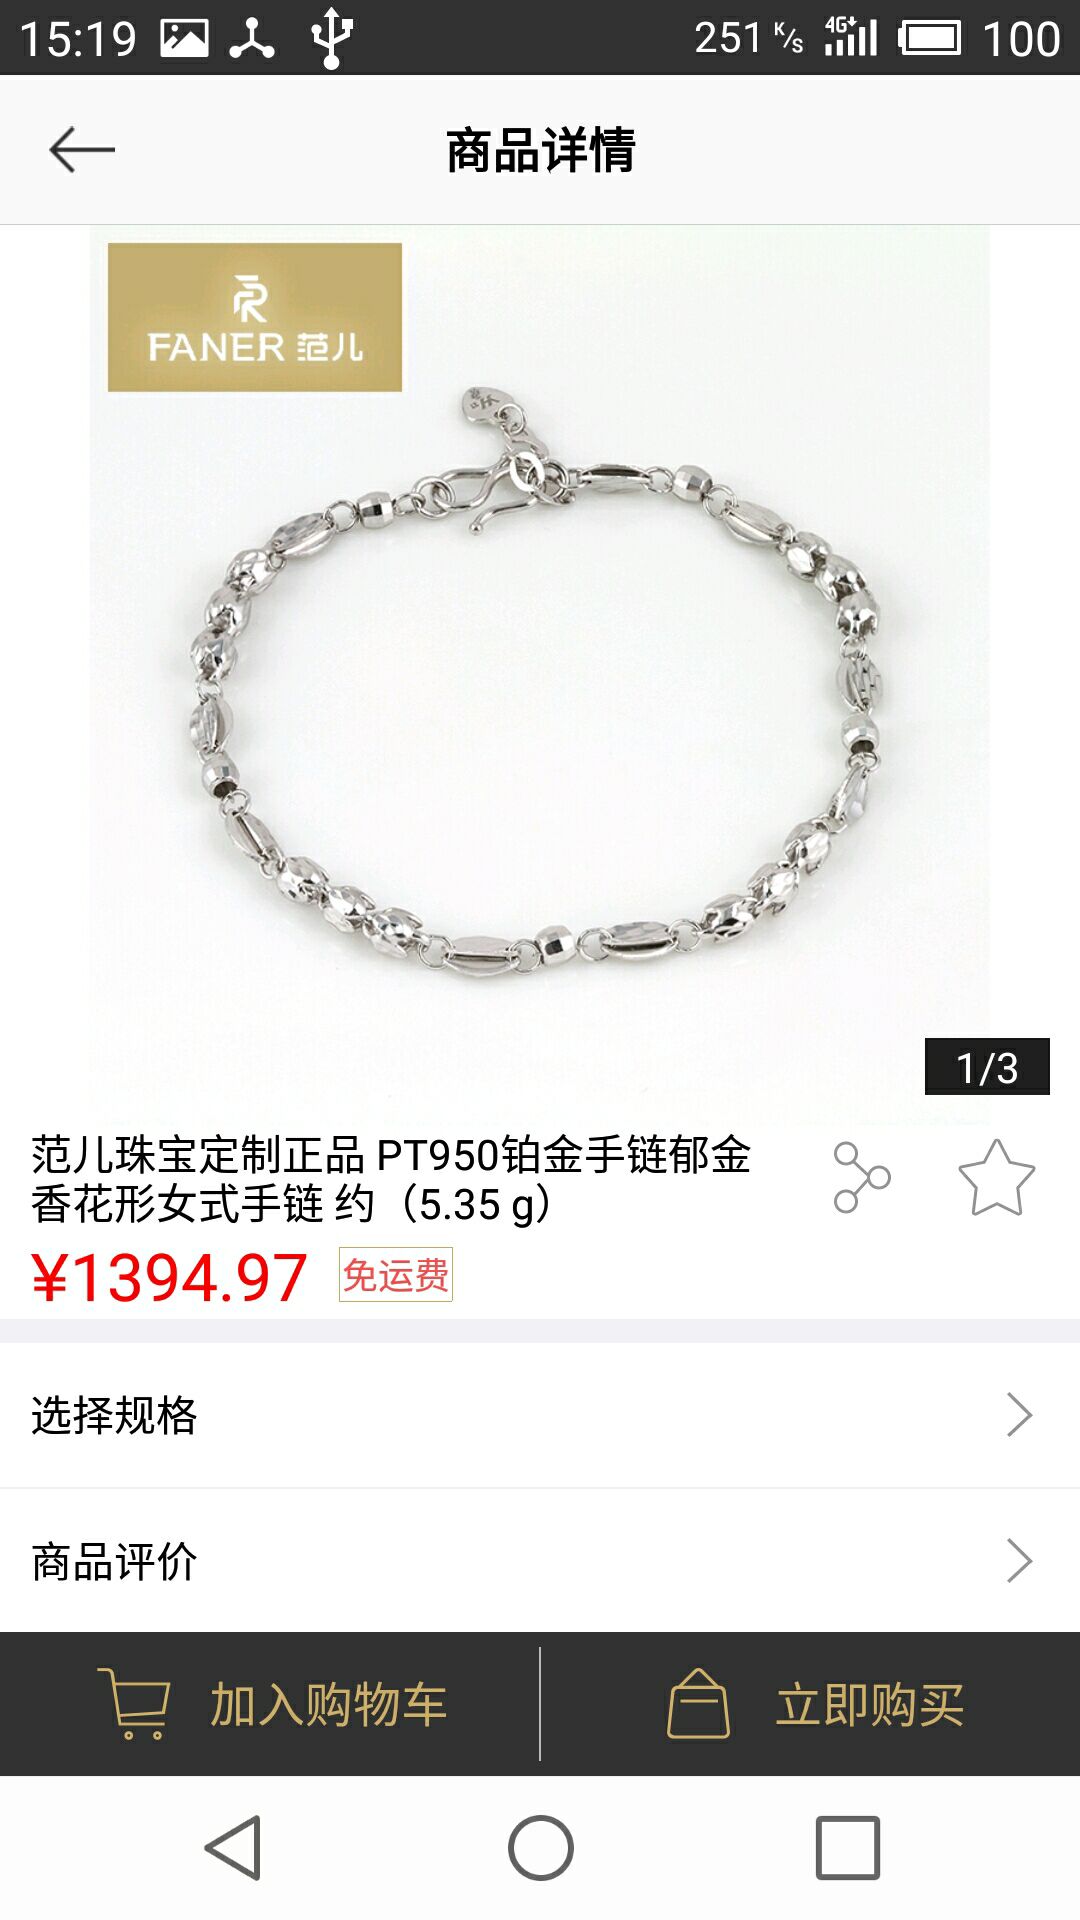 15:19
251 K/s 4G 100
商品详情
FANER 范儿
1/3
范儿珠宝定制正品 PT950铂金手链郁金
香花形女式手链 约（5.35 g）
¥1394.97 免运费
选择规格
商品评价
加入购物车 立即购买